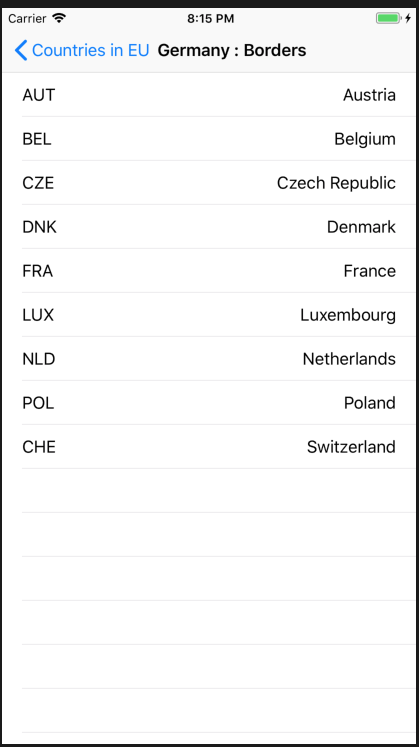 Carrier 8:15 PM
Countries in EU Germany : Borders
AUT Austria
BEL Belgium
CZE Czech Republic
DNK Denmark
FRA France
LUX Luxembourg
NLD Netherlands
POL Poland
CHE Switzerland